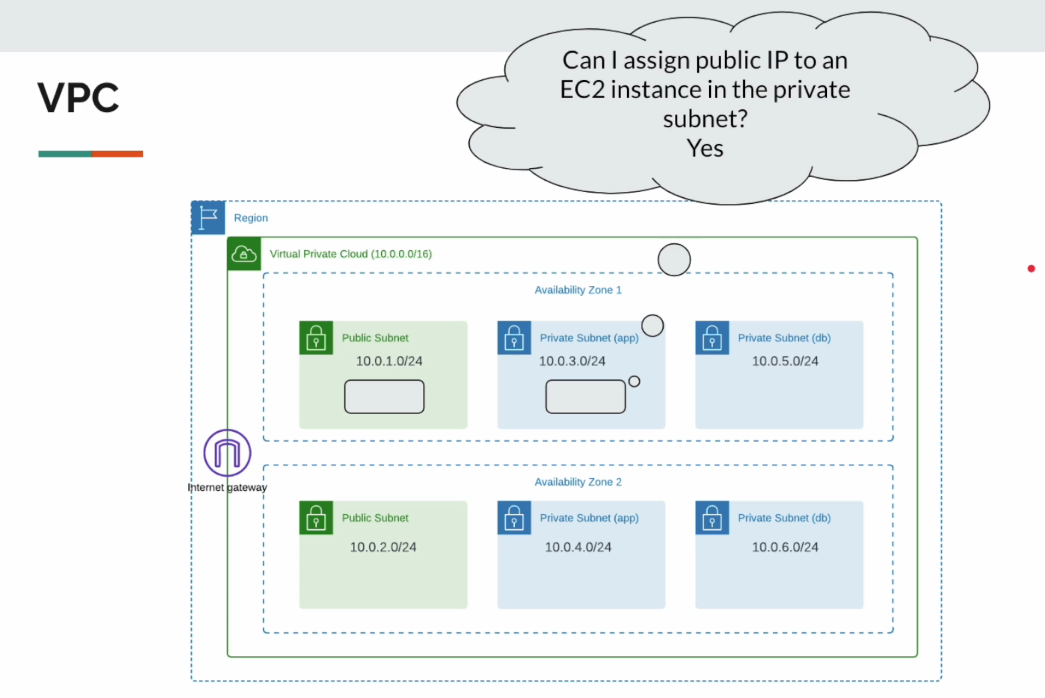 VPC
Can I assign public IP to an
EC2 instance in the private
subnet?
Yes
Region
Virtual Private Cloud (10.0.0.0/16)
Availability Zone 1
Public Subnet
10.0.1.0/24
Private Subnet (app)
10.0.3.0/24
Private Subnet (db)
10.0.5.0/24
Internet gateway
Availability Zone 2
Public Subnet
10.0.2.0/24
Private Subnet (app)
10.0.4.0/24
Private Subnet (db)
10.0.6.0/24